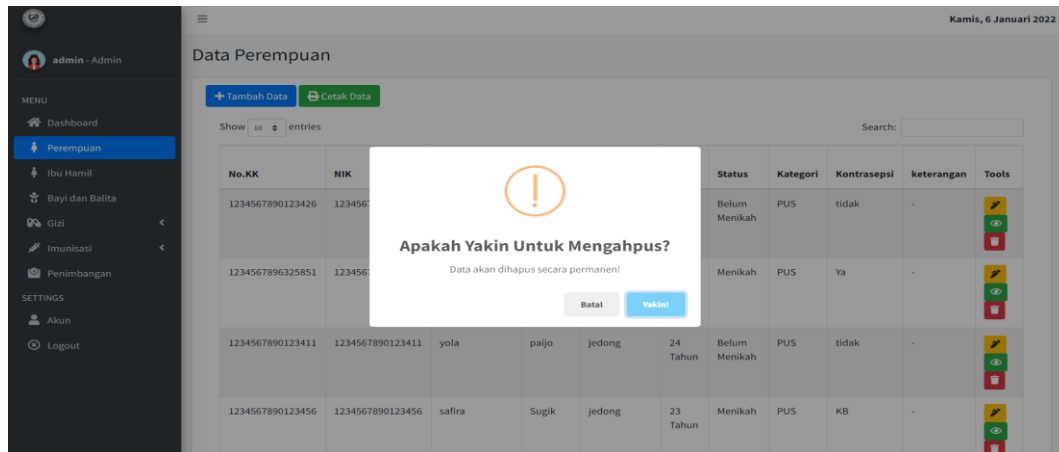 Kamis, 6 Januari 2022
admin - Admin
Data Perempuan
MENU
Tambah Data
Cetak Data
Dashboard
Show 10 entries
Search:
Perempuan
Ibu Hamil
Bayi dan Balita
Gizi
Imunisasi
Penimbangan
SETTINGS
Akun
Logout
No.KK NIK Status Kategori Kontrasepsi keterangan Tools
1234567890123426 123456 Belum Menikah PUS tidak -
1234567896325851 123456 Menikah PUS Ya -
1234567890123411 1234567890123411 yola paijo jedong 24 Tahun Belum Menikah PUS tidak -
1234567890123456 1234567890123456 safira Sugik jedong 23 Tahun Menikah PUS KB -
Apakah Yakin Untuk Mengahpus?
Data akan dihapus secara permanen!
Batal
Yakin!